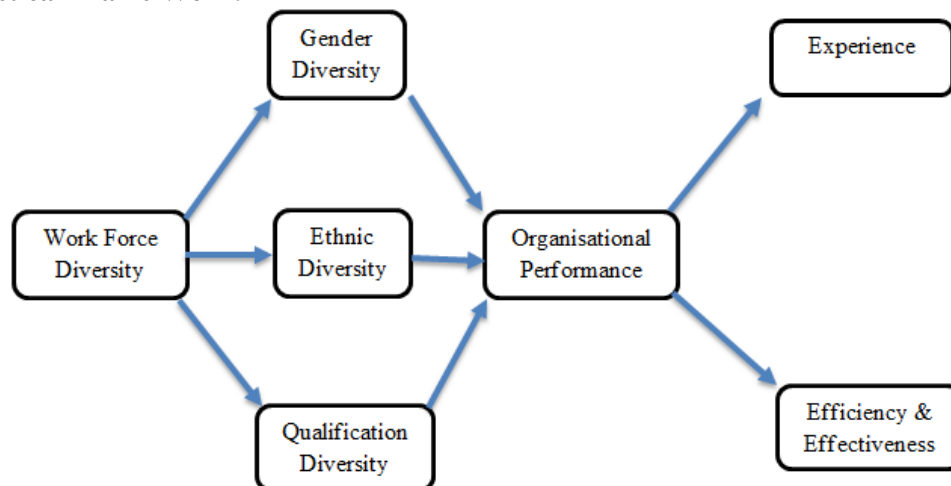 Gender
Diversity
Experience
Work Force
Diversity
Ethnic
Diversity
Organisational
Performance
Qualification
Diversity
Efficiency &
Effectiveness